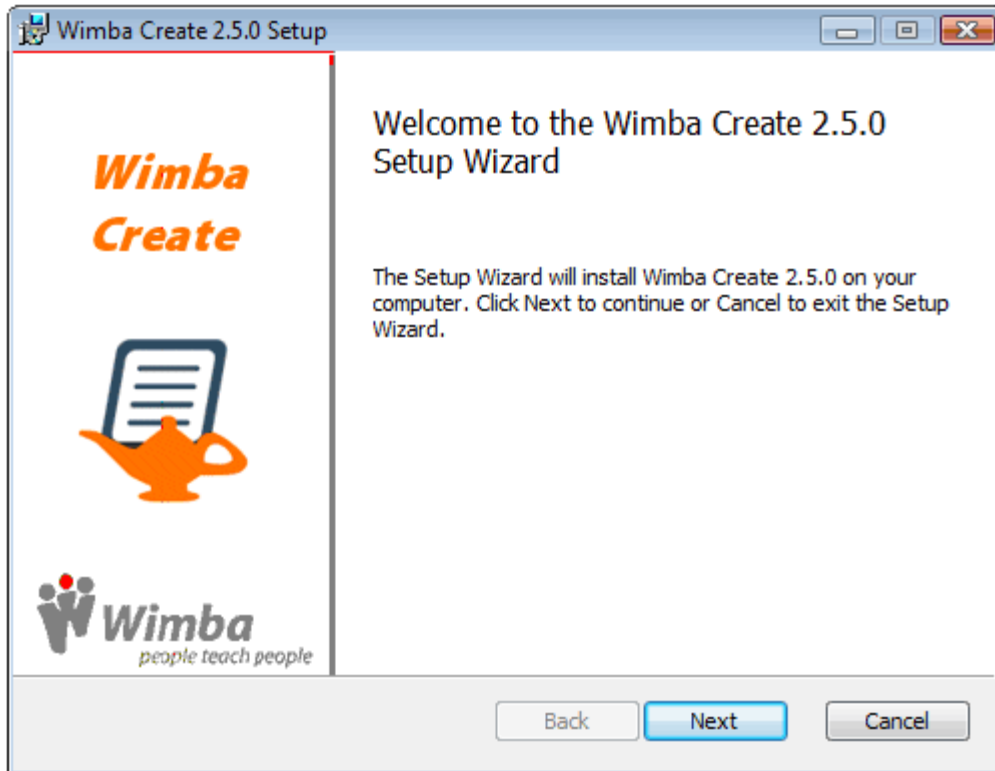 Wimba Create 2.5.0 Setup
Wimba
Create
Wimba
people teach people
Welcome to the Wimba Create 2.5.0
Setup Wizard
The Setup Wizard will install Wimba Create 2.5.0 on your
computer. Click Next to continue or Cancel to exit the Setup
Wizard.
Back
Next
Cancel